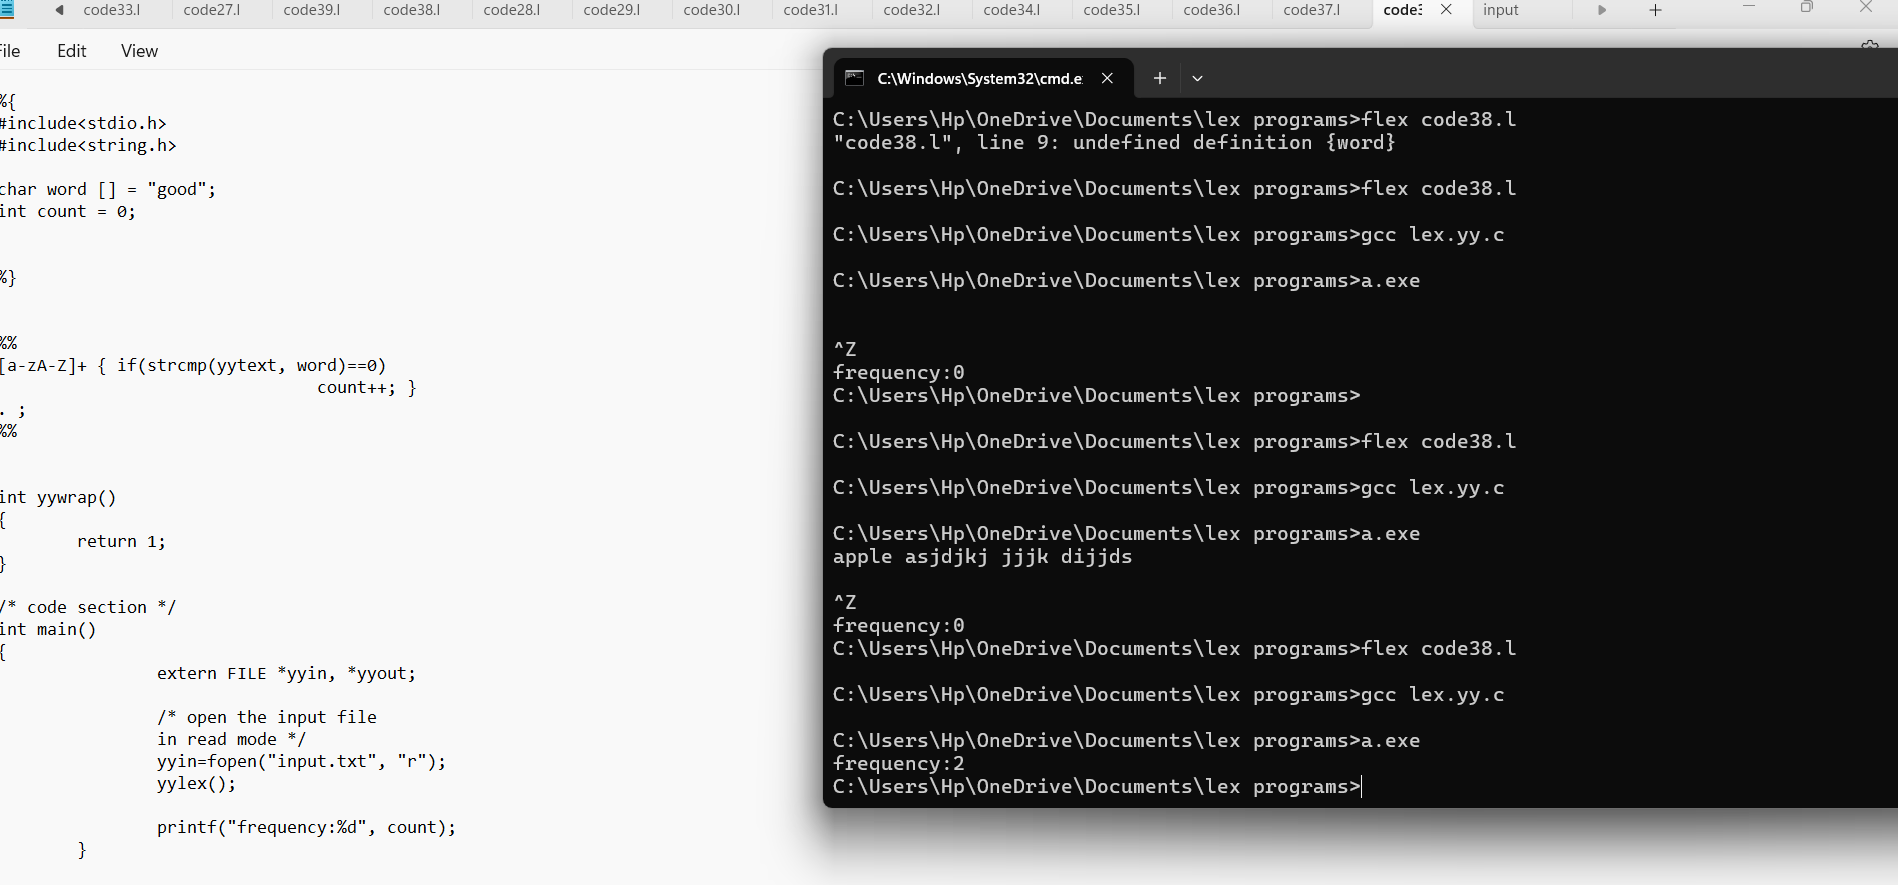 code33.l code27.l code39.l code38.l code28.l code29.l code30.l code31.l code32.l code34.l code35.l code36.l code37.l code3 input
File Edit View
%{
#include<stdio.h>
#include<string.h>
char word [] = "good";
int count = 0;
%}
%%
[a-zA-Z]+ { if(strcmp(yytext, word)==0)
count++; }
. ;
%%
int yywrap()
{
return 1;
}
/* code section */
int main()
{
extern FILE *yyin, *yyout;
/* open the input file
in read mode */
yyin=fopen("input.txt", "r");
yylex();
printf("frequency:%d", count);
}
C:\Windows\System32\cmd.e
C:\Users\Hp\OneDrive\Documents\lex programs>flex code38.l
"code38.l", line 9: undefined definition {word}
C:\Users\Hp\OneDrive\Documents\lex programs>flex code38.l
C:\Users\Hp\OneDrive\Documents\lex programs>gcc lex.yy.c
C:\Users\Hp\OneDrive\Documents\lex programs>a.exe
^Z
frequency:0
C:\Users\Hp\OneDrive\Documents\lex programs>
C:\Users\Hp\OneDrive\Documents\lex programs>flex code38.l
C:\Users\Hp\OneDrive\Documents\lex programs>gcc lex.yy.c
C:\Users\Hp\OneDrive\Documents\lex programs>a.exe
apple asjdjkj jjjk dijjds
^Z
frequency:0
C:\Users\Hp\OneDrive\Documents\lex programs>flex code38.l
C:\Users\Hp\OneDrive\Documents\lex programs>gcc lex.yy.c
C:\Users\Hp\OneDrive\Documents\lex programs>a.exe
frequency:2
C:\Users\Hp\OneDrive\Documents\lex programs>